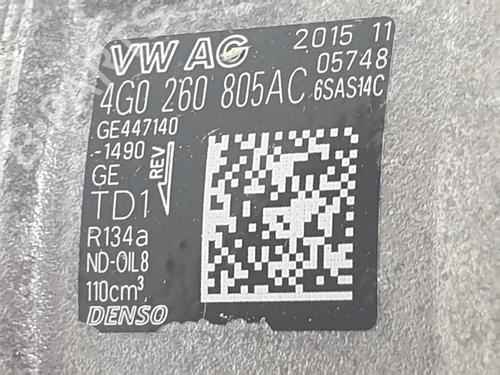 VW AG 2015 11
05748
4G0 260 805AC 6SAS14C
GE447140
-1490
REV
GE
TD1
R134a
ND-OIL8
110cm³
DENSO